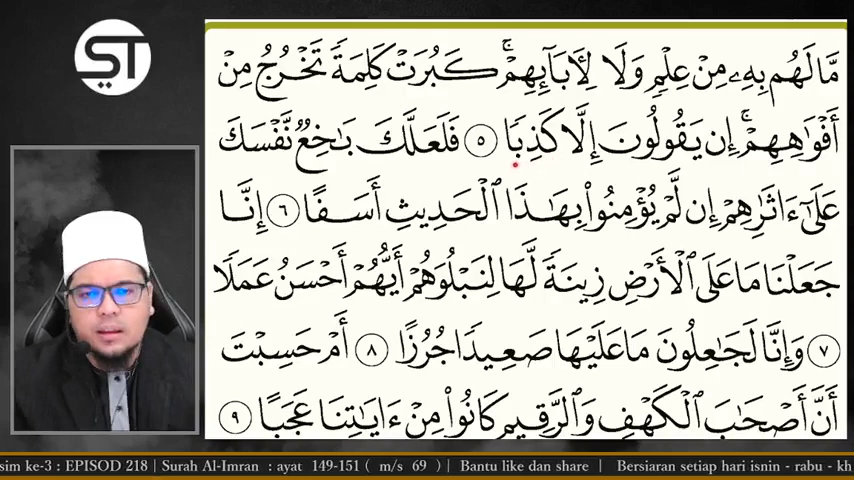 ST
مَّا لَهُم بِهِۦ مِنْ عِلْمٍ وَلَا لِأَبَآئِهِمْ ۚ كَبُرَتْ كَلِمَةً تَخْرُجُ مِنْ
أَفْوَٰهِهِمْ ۚ إِن يَقُولُونَ إِلَّا كَذِبًا ٥ فَلَعَلَّكَ بَـٰخِعٌ نَّفْسَكَ
عَلَىٰٓ ءَاثَـٰرِهِمْ إِن لَّمْ يُؤْمِنُوا۟ بِهَـٰذَا ٱلْحَدِيثِ أَسَفًا ٦ إِنَّا
جَعَلْنَا مَا عَلَى ٱلْأَرْضِ زِينَةً لَّهَا لِنَبْلُوَهُمْ أَيُّهُمْ أَحْسَنُ عَمَلًا
٧ وَإِنَّا لَجَـٰعِلُونَ مَا عَلَيْهَا صَعِيدًا جُرُزًا ٨ أَمْ حَسِبْتَ
أَنَّ أَصْحَـٰبَ ٱلْكَهْفِ وَٱلرَّقِيمِ كَانُوا۟ مِنْ ءَايَـٰتِنَا عَجَبًا ٩
sim ke-3 : EPISOD 218 | Surah Al-Imran : ayat 149-151 ( m/s 69 ) | Bantu like dan share | Bersiaran setiap hari isnin - rabu - kh